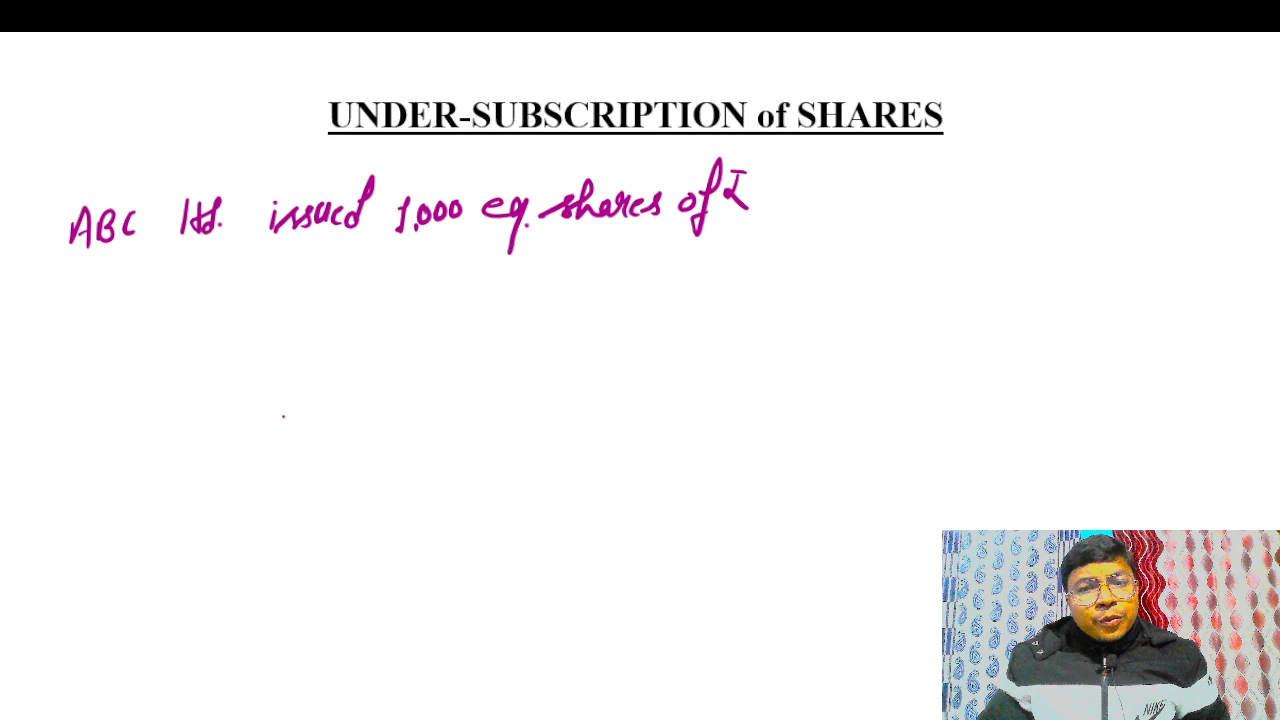 UNDER-SUBSCRIPTION of SHARES
ABC ltd. issued 1,000 eq. shares of